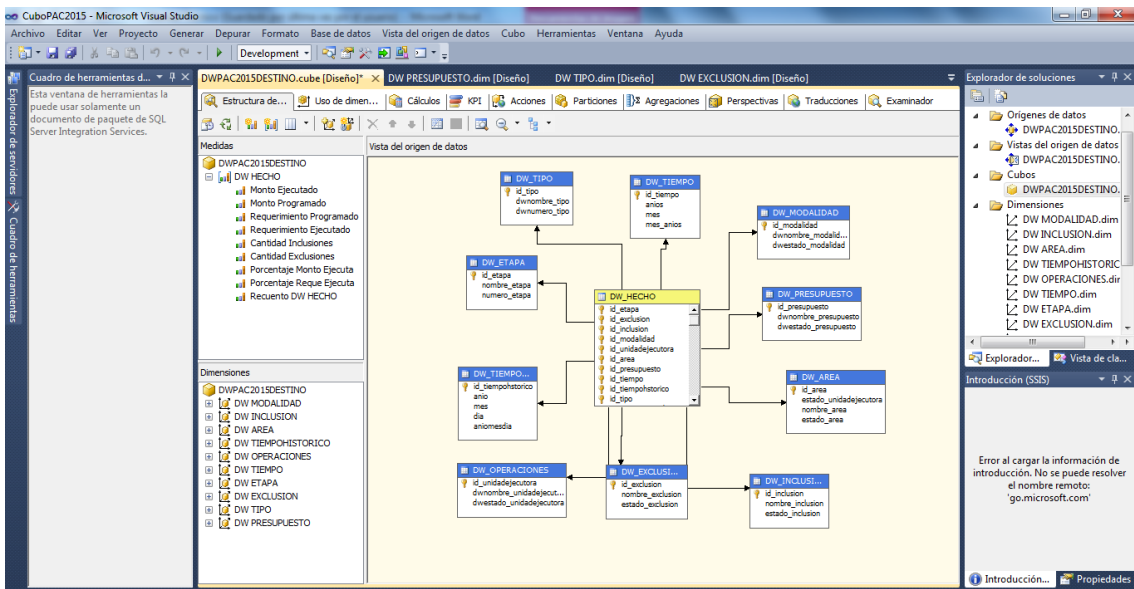 CuboPAC2015 - Microsoft Visual Studio
Archivo Editar Ver Proyecto Generar Depurar Formato Base de datos Vista del origen de datos Cubo Herramientas Ventana Ayuda
Development
Explorador de servidores
Cuadro de herramientas
Cuadro de herramientas d...
Esta ventana de herramientas la
puede usar solamente un
documento de paquete de SQL
Server Integration Services.
DWPAC2015DESTINO.cube [Diseño]* DW PRESUPUESTO.dim [Diseño] DW TIPO.dim [Diseño] DW EXCLUSION.dim [Diseño]
Estructura de... Uso de dimen... Cálculos KPI Acciones Particiones Agregaciones Perspectivas Traducciones Examinador
Medidas
DWPAC2015DESTINO
DW HECHO
Monto Ejecutado
Monto Programado
Requerimiento Programado
Requerimiento Ejecutado
Cantidad Indusiones
Cantidad Exclusiones
Porcentaje Monto Ejecuta
Porcentaje Reque Ejecuta
Recuento DW HECHO
Dimensiones
DWPAC2015DESTINO
DW MODALIDAD
DW INCLUSION
DW AREA
DW TIEMPOHISTORICO
DW OPERACIONES
DW TIEMPO
DW ETAPA
DW EXCLUSION
DW TIPO
DW PRESUPUESTO
Vista del origen de datos
DW_TIPO
id_tipo
dwnombre_tipo
dwnumero_tipo
DW_TIEMPO
id_tiempo
anios
mes
mes_anios
DW_MODALIDAD
id_modalidad
dwnombre_modalid...
dwestado_modalidad
DW_ETAPA
id_etapa
nombre_etapa
numero_etapa
DW_HECHO
id_etapa
id_exclusion
id_inclusion
id_modalidad
id_unidadejecutora
id_area
id_presupuesto
id_tiempo
id_tiempohstorico
id_tipo
DW_PRESUPUESTO
id_presupuesto
dwnombre_presupuesto
dwestado_presupuesto
DW_TIEMPO...
id_tiempohstorico
anio
mes
dia
aniomesdia
DW_AREA
id_area
estado_unidadejecutora
nombre_area
estado_area
DW_OPERACIONES
id_unidadejecutora
dwnombre_unidadejecut...
dwestado_unidadejecutora
DW_EXCLUSI...
id_exclusion
nombre_exclusion
estado_exclusion
DW_INCLUSI...
id_inclusion
nombre_inclusion
estado_inclusion
Explorador de soluciones
Orígenes de datos
DWPAC2015DESTINO.
Vistas del origen de datos
DWPAC2015DESTINO.
Cubos
DWPAC2015DESTINO.
Dimensiones
DW MODALIDAD.dim
DW INCLUSION.dim
DW AREA.dim
DW TIEMPOHISTORIC
DW OPERACIONES.dir
DW TIEMPO.dim
DW ETAPA.dim
DW EXCLUSION.dim
Explorador... Vista de cla...
Introducción (SSIS)
Error al cargar la información de
introducción. No se puede resolver
el nombre remoto:
'go.microsoft.com'
Introducción... Propiedades